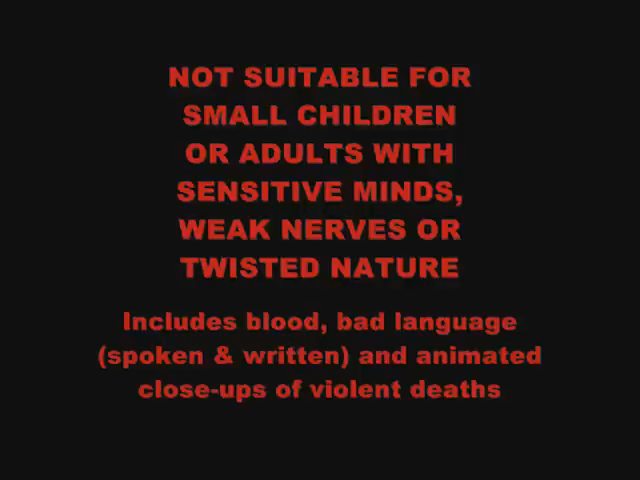 NOT SUITABLE FOR
SMALL CHILDREN
OR ADULTS WITH
SENSITIVE MINDS,
WEAK NERVES OR
TWISTED NATURE
Includes blood, bad language
(spoken & written) and animated
close-ups of violent deaths